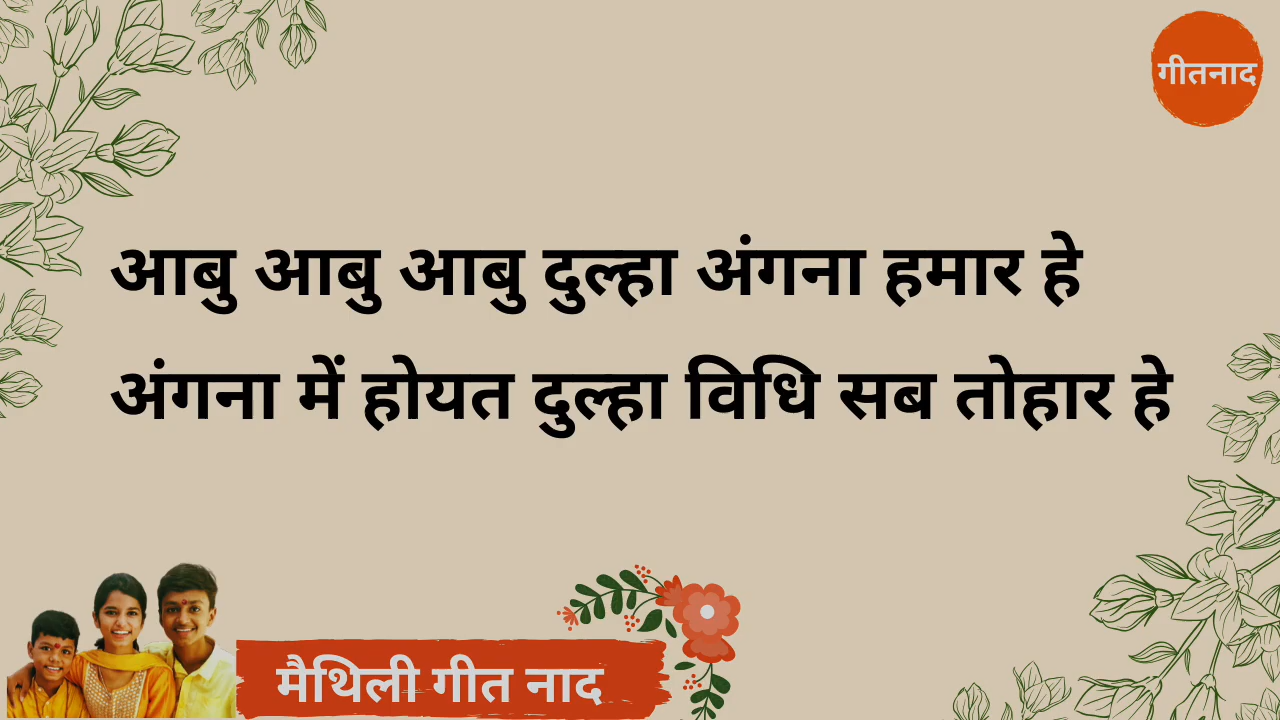 गीतनाद
आबु आबु आबु दुल्हा अंगना हमार हे
अंगना में होयत दुल्हा विधि सब तोहार हे
मैथिली गीत नाद